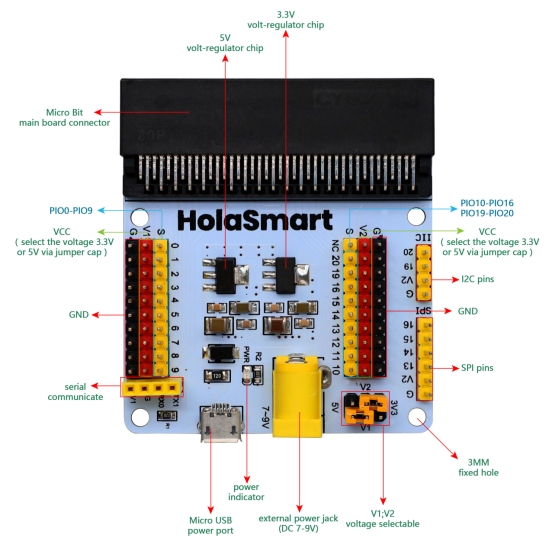 3.3V
volt-regulator chip
5V
volt-regulator chip
Micro Bit
main board connector
PIO0-PIO9
PIO10-PIO16
PIO19-PIO20
HolaSmart
VCC
( select the voltage 3.3V
or 5V via jumper cap )
VCC
( select the voltage 3.3V
or 5V via jumper cap )
G V1 S
S V2 G
0
1
2
3
4
5
6
7
8
9
NC
20
19
16
15
14
13
12
11
10
IIC
20
19
V2
G
I2C pins
GND
GND
SPI
16
15
14
13
V2
G
SPI pins
PWR
R2
serial
communicate
R1
7-9V
V2
5V
3V3
V1
3MM
fixed hole
power
indicator
Micro USB
power port
external power jack
(DC 7-9V)
V1;V2
voltage selectable